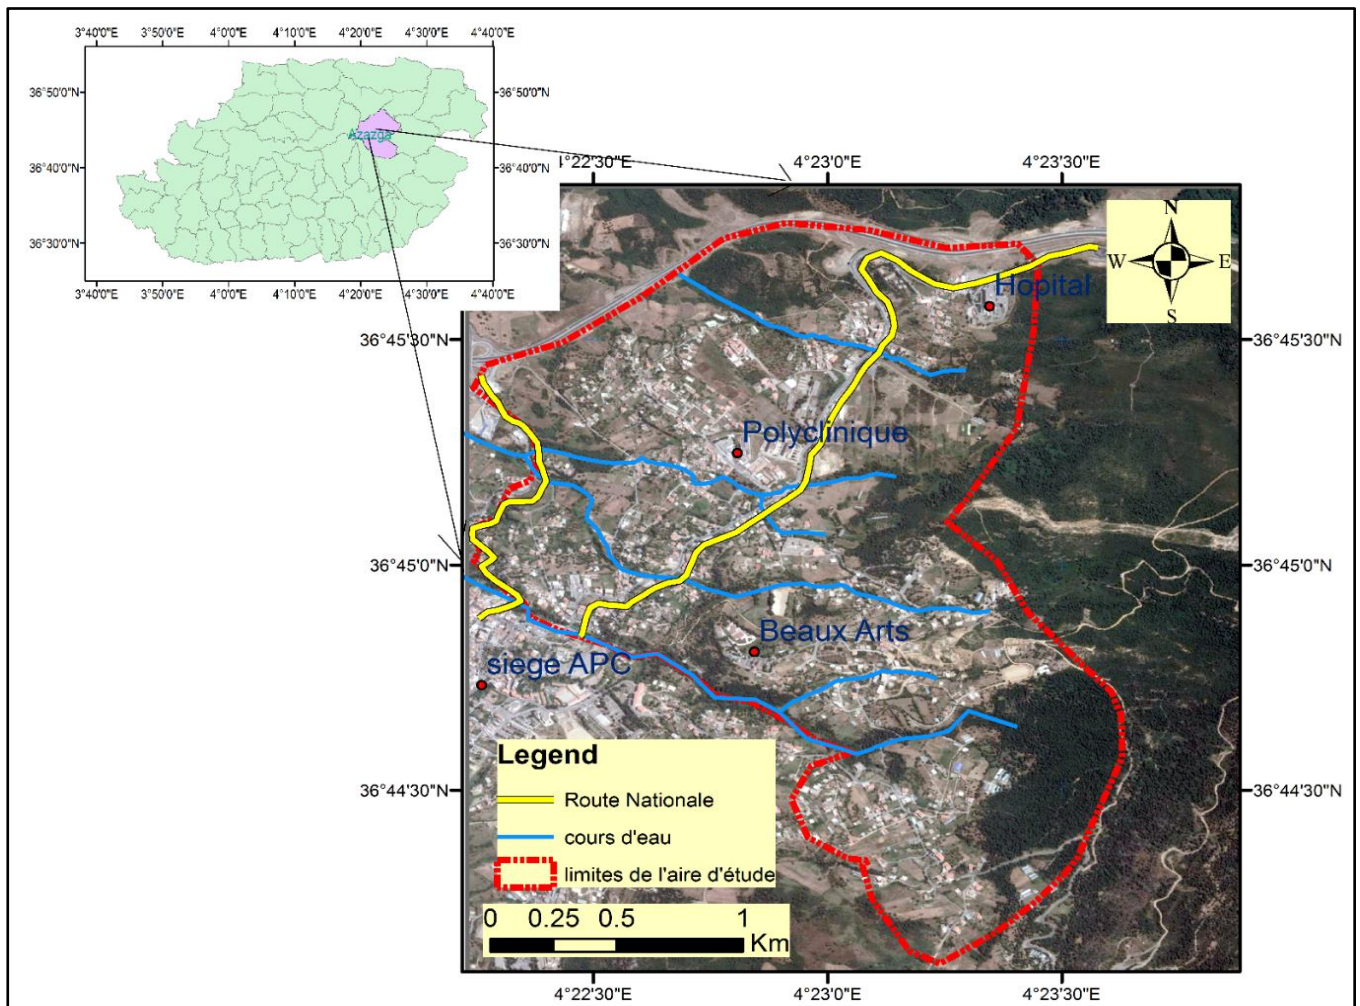 3°40'0"E 3°50'0"E 4°0'0"E 4°10'0"E 4°20'0"E 4°30'0"E 4°40'0"E
36°50'0"N 36°50'0"N
Azazga
36°40'0"N 36°40'0"N
36°30'0"N 36°30'0"N
3°40'0"E 3°50'0"E 4°0'0"E 4°10'0"E 4°20'0"E 4°30'0"E 4°40'0"E
4°22'30"E 4°23'0"E 4°23'30"E
N
W E
S
Hopital
36°45'30"N 36°45'30"N
Polyclinique
36°45'0"N 36°45'0"N
Beaux Arts
siege APC
Legend
Route Nationale
cours d'eau
limites de l'aire d'étude
36°44'30"N 36°44'30"N
0 0.25 0.5 1
Km
4°22'30"E 4°23'0"E 4°23'30"E